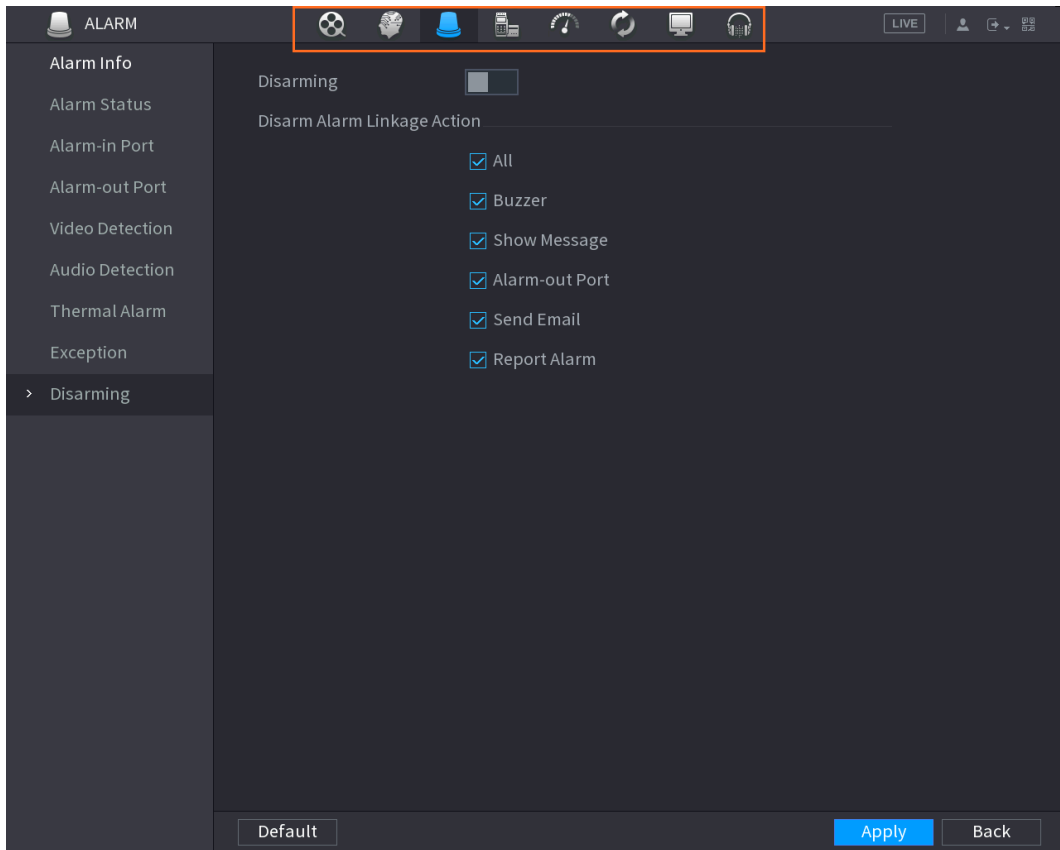 ALARM
LIVE
Alarm Info
Alarm Status
Alarm-in Port
Alarm-out Port
Video Detection
Audio Detection
Thermal Alarm
Exception
Disarming
Disarming
Disarm Alarm Linkage Action
All
Buzzer
Show Message
Alarm-out Port
Send Email
Report Alarm
Default
Apply
Back